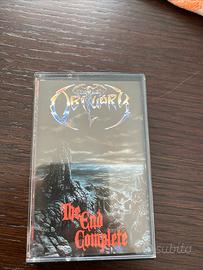 Obituary
The
End
Complete
subito